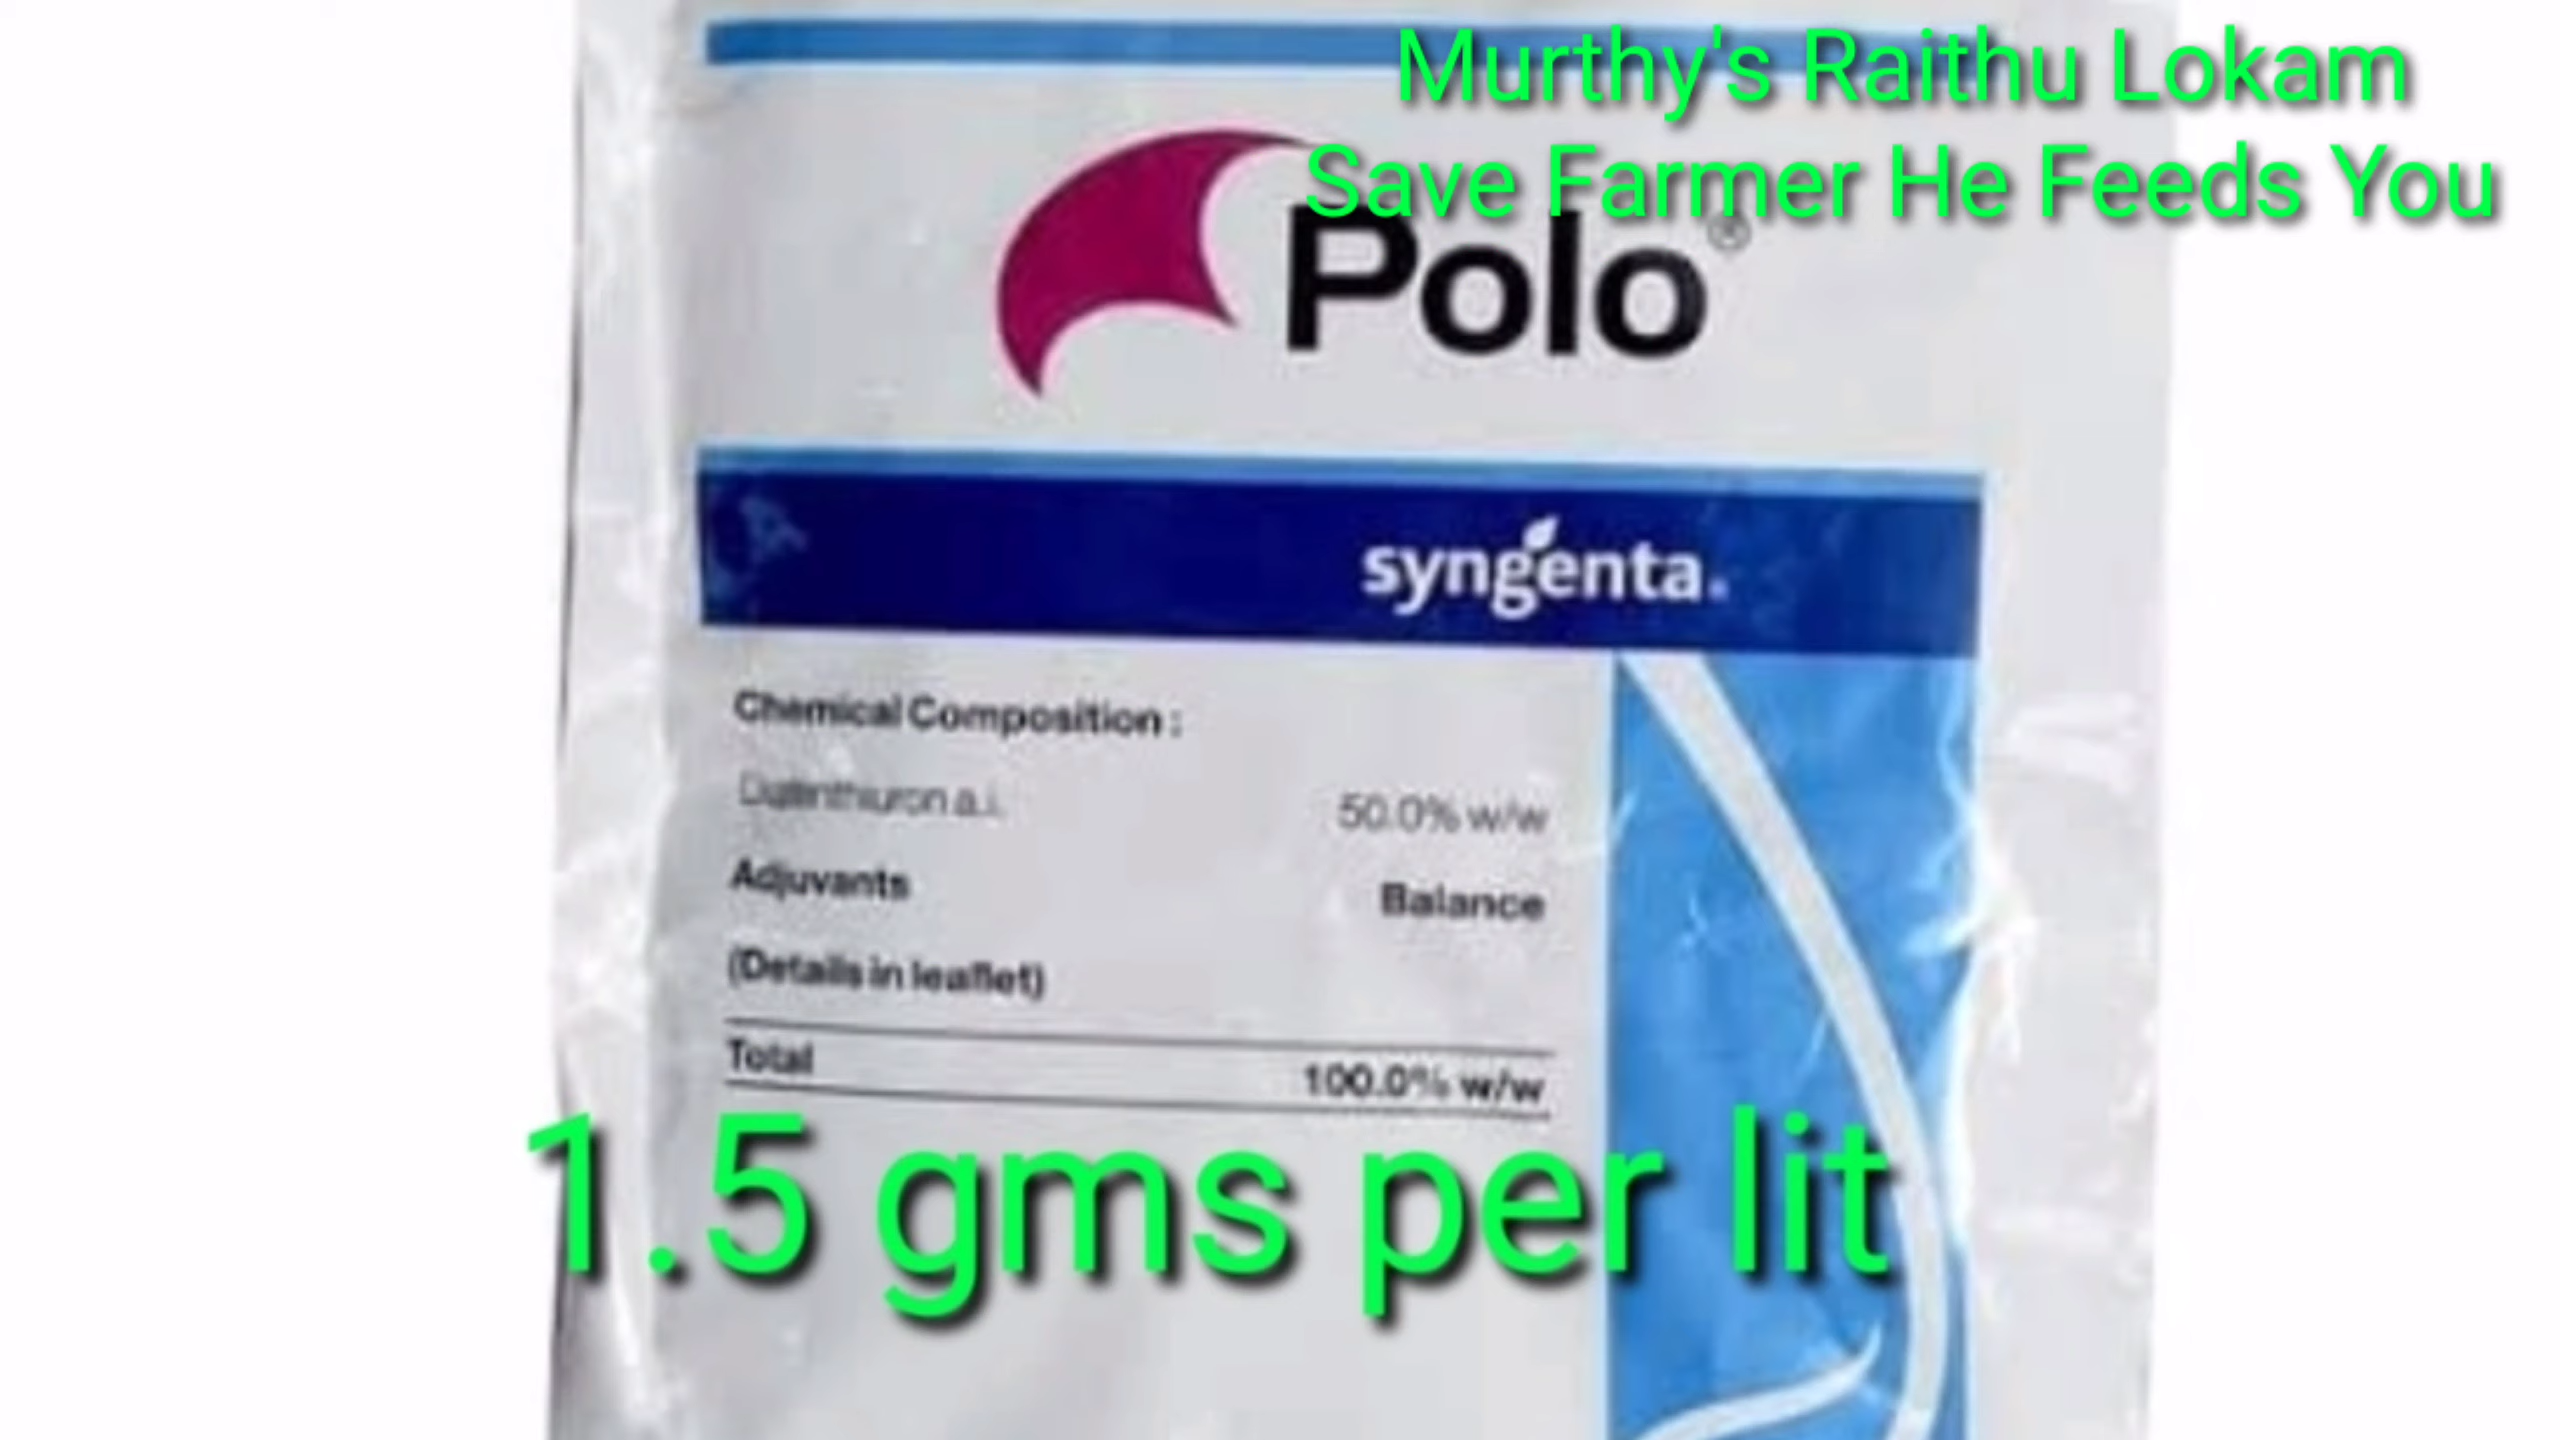 Murthy's Raithu Lokam
Save Farmer He Feeds You
Polo®
syngenta.
Chemical Composition :
a.i. 50.0% w/w
Adjuvants Balance
(Details in leaflet)
Total 100.0% w/w
1.5 gms per lit